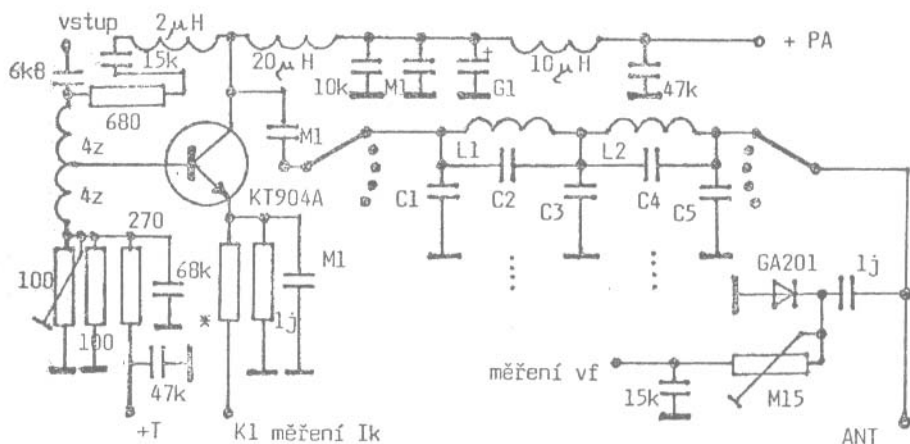 vstup
2μH
15k
6k8
680
20μH
10k
M1
G1
+
10μH
47k
+ PA
4z
4z
M1
KT904A
L1
L2
C1
C2
C3
C4
C5
270
100
100
68k
*
1j
M1
47k
+T
K1 měření Ik
GA201
1j
měření vf
15k
M15
ANT